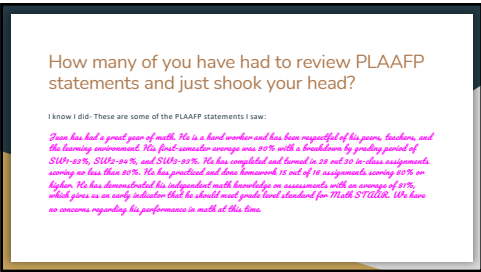 How many of you have had to review PLAAFP
statements and just shook your head?
I know I did- These are some of the PLAAFP statements I saw:
Juan has had a great year of math. He is a hard worker and has been respectful of his peers, teachers, and
the learning environment. His first-semester average was 90% with a breakdown by grading period of
SW1-83%, SW2-94%, and SW3-93%. He has completed and turned in 28 out 30 in-class assignments
scoring no less than 80%. He has practiced and done homework 15 out of 16 assignments scoring 60% or
higher. He has demonstrated his independent math knowledge on assessments with an average of 81%,
which gives us an early indicator that he should meet grade level standard for Math STAAR. We have
no concerns regarding his performance in math at this time.